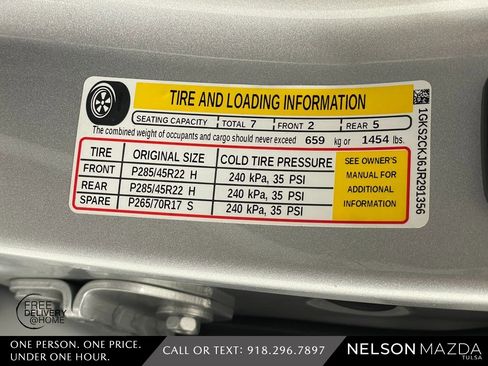 TIRE AND LOADING INFORMATION
SEATING CAPACITY TOTAL 7 FRONT 2 REAR 5
The combined weight of occupants and cargo should never exceed 659 kg or 1454 lbs.
TIRE ORIGINAL SIZE COLD TIRE PRESSURE
FRONT P285/45R22 H 240 kPa, 35 PSI
REAR P285/45R22 H 240 kPa, 35 PSI
SPARE P265/70R17 S 240 kPa, 35 PSI
SEE OWNER'S
MANUAL FOR
ADDITIONAL
INFORMATION
1GKS2CKJ6JR291356
FREE
DELIVERY
@HOME
ONE PERSON. ONE PRICE.
UNDER ONE HOUR.
CALL OR TEXT: 918.296.7897
NELSON MAZDA
TULSA